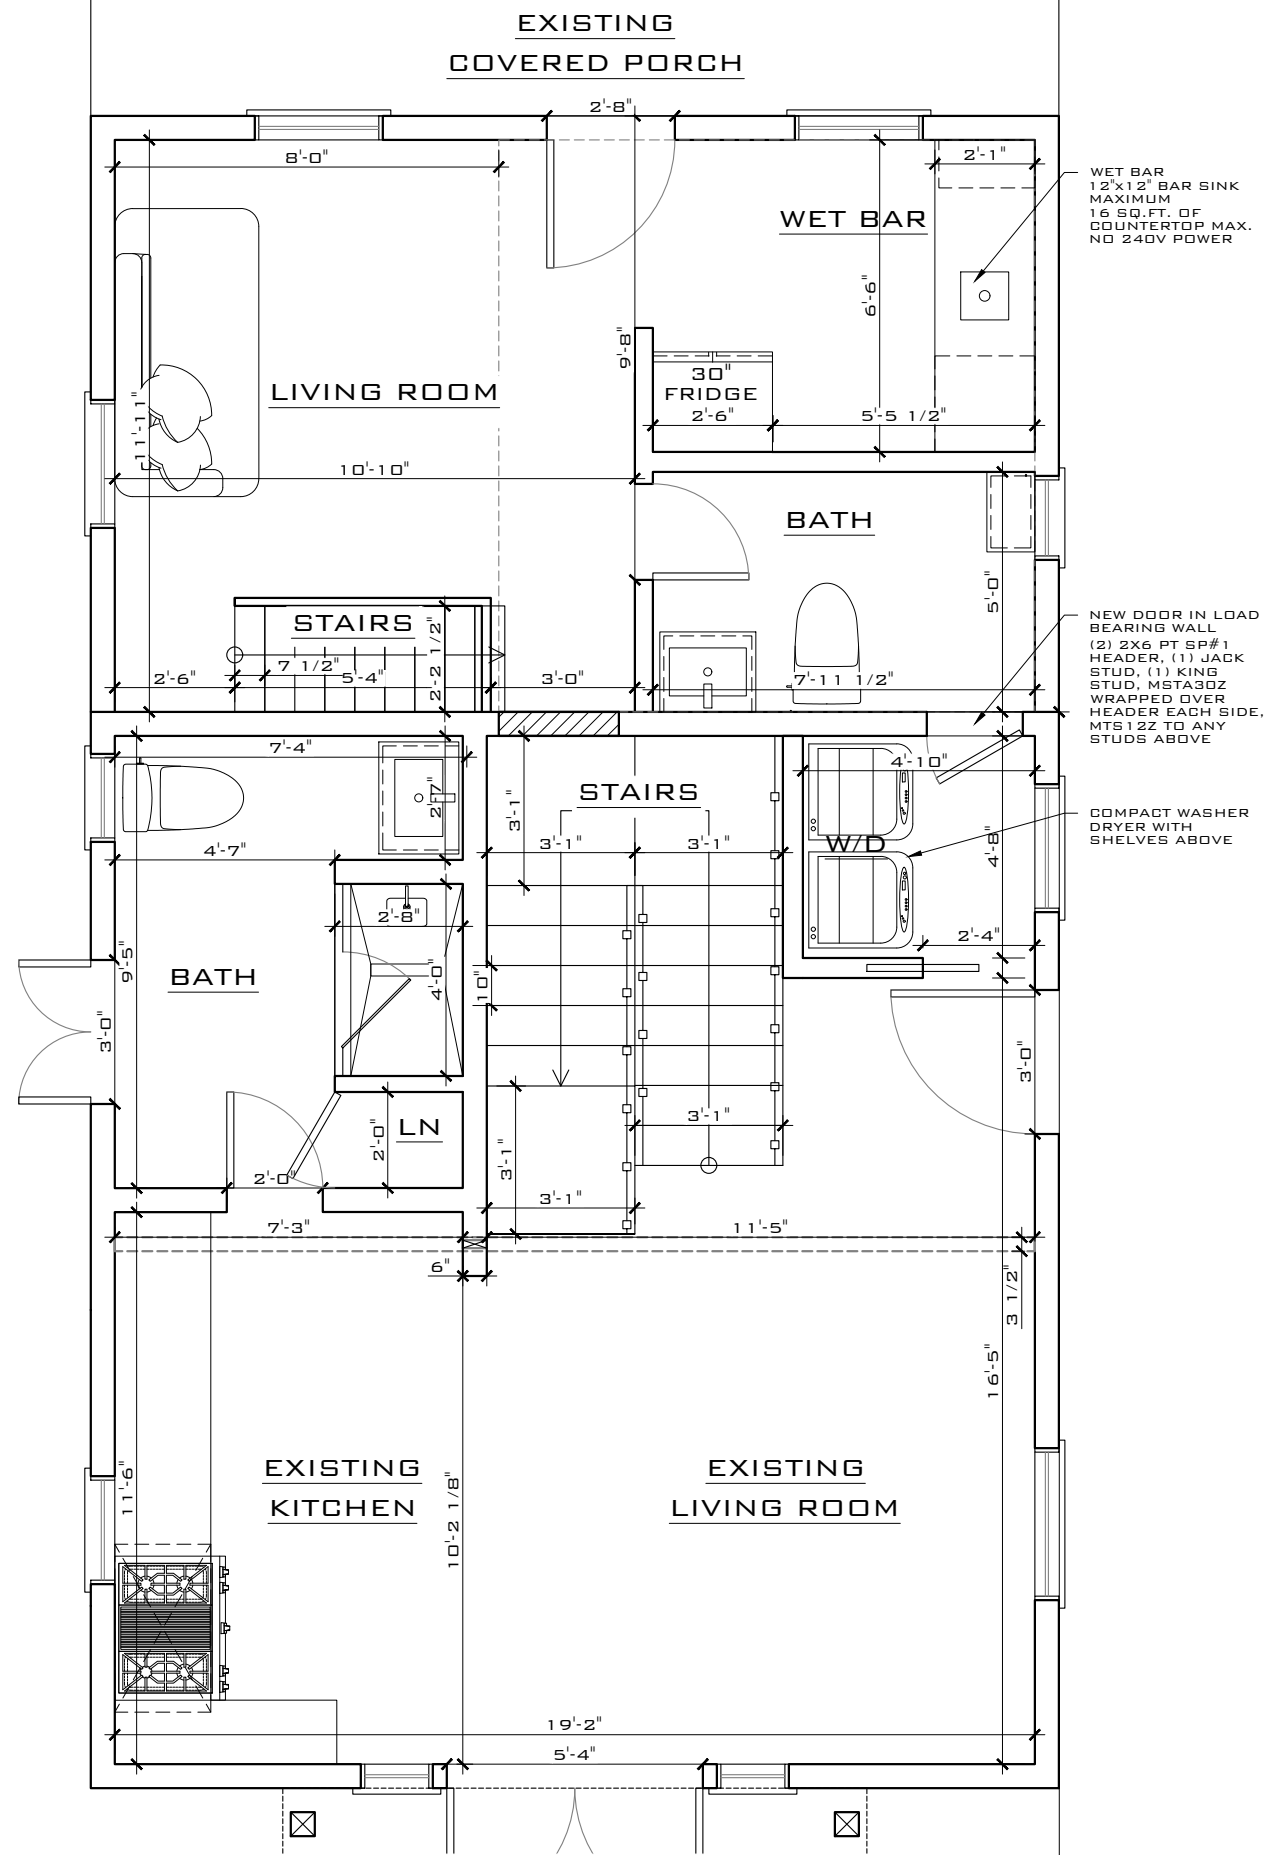 EXISTING
COVERED PORCH
2'-8"
8'-0"
2'-1"
WET BAR
12"x12" BAR SINK
MAXIMUM
16 SQ.FT. OF
COUNTERTOP MAX.
NO 240V POWER
WET BAR
6'-6"
9'-8"
30"
FRIDGE
2'-6"
5'-5 1/2"
LIVING ROOM
11'-11"
10'-10"
BATH
5'-0"
STAIRS
2'-2 1/2"
7 1/2"
5'-4"
2'-6"
3'-0"
7'-11 1/2"
NEW DOOR IN LOAD
BEARING WALL
(2) 2X6 PT SP#1
HEADER, (1) JACK
STUD, (1) KING
STUD, MSTA30Z
WRAPPED OVER
HEADER EACH SIDE,
MTS12Z TO ANY
STUDS ABOVE
7'-4"
2'-7"
4'-10"
STAIRS
3'-1"
3'-1"
3'-1"
W/D
4'-8"
COMPACT WASHER
DRYER WITH
SHELVES ABOVE
4'-7"
2'-8"
2'-4"
9'-5"
BATH
4'-0"
10"
3'-0"
3'-0"
3'-1"
LN
2'-0"
3'-1"
2'-0"
3'-1"
7'-3"
11'-5"
6"
3 1/2"
16'-5"
EXISTING
KITCHEN
EXISTING
LIVING ROOM
11'-6"
10'-2 1/8"
19'-2"
5'-4"